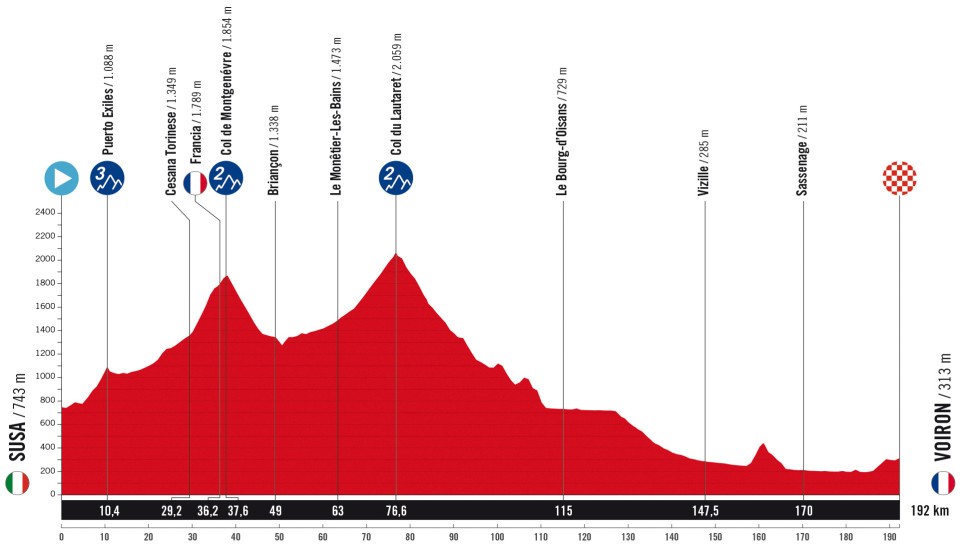 Puerto Exiles / 1.088 m
Cesana Torinese / 1.349 m
Francia / 1.789 m
Col de Montgenévre / 1.854 m
Briançon / 1.338 m
Le Monêtier-Les-Bains / 1.473 m
Col du Lautaret / 2.059 m
Le Bourg-d'Oisans / 729 m
Vizille / 285 m
Sassenage / 211 m
3
2
2
2400
2200
2000
1800
1600
1400
1200
1000
800
600
400
200
0
SUSA / 743 m
VOIRON / 313 m
10,4 29,2 36,2 37,6 49 63 76,6 115 147,5 170 192 km
0 10 20 30 40 50 60 70 80 90 100 110 120 130 140 150 160 170 180 190